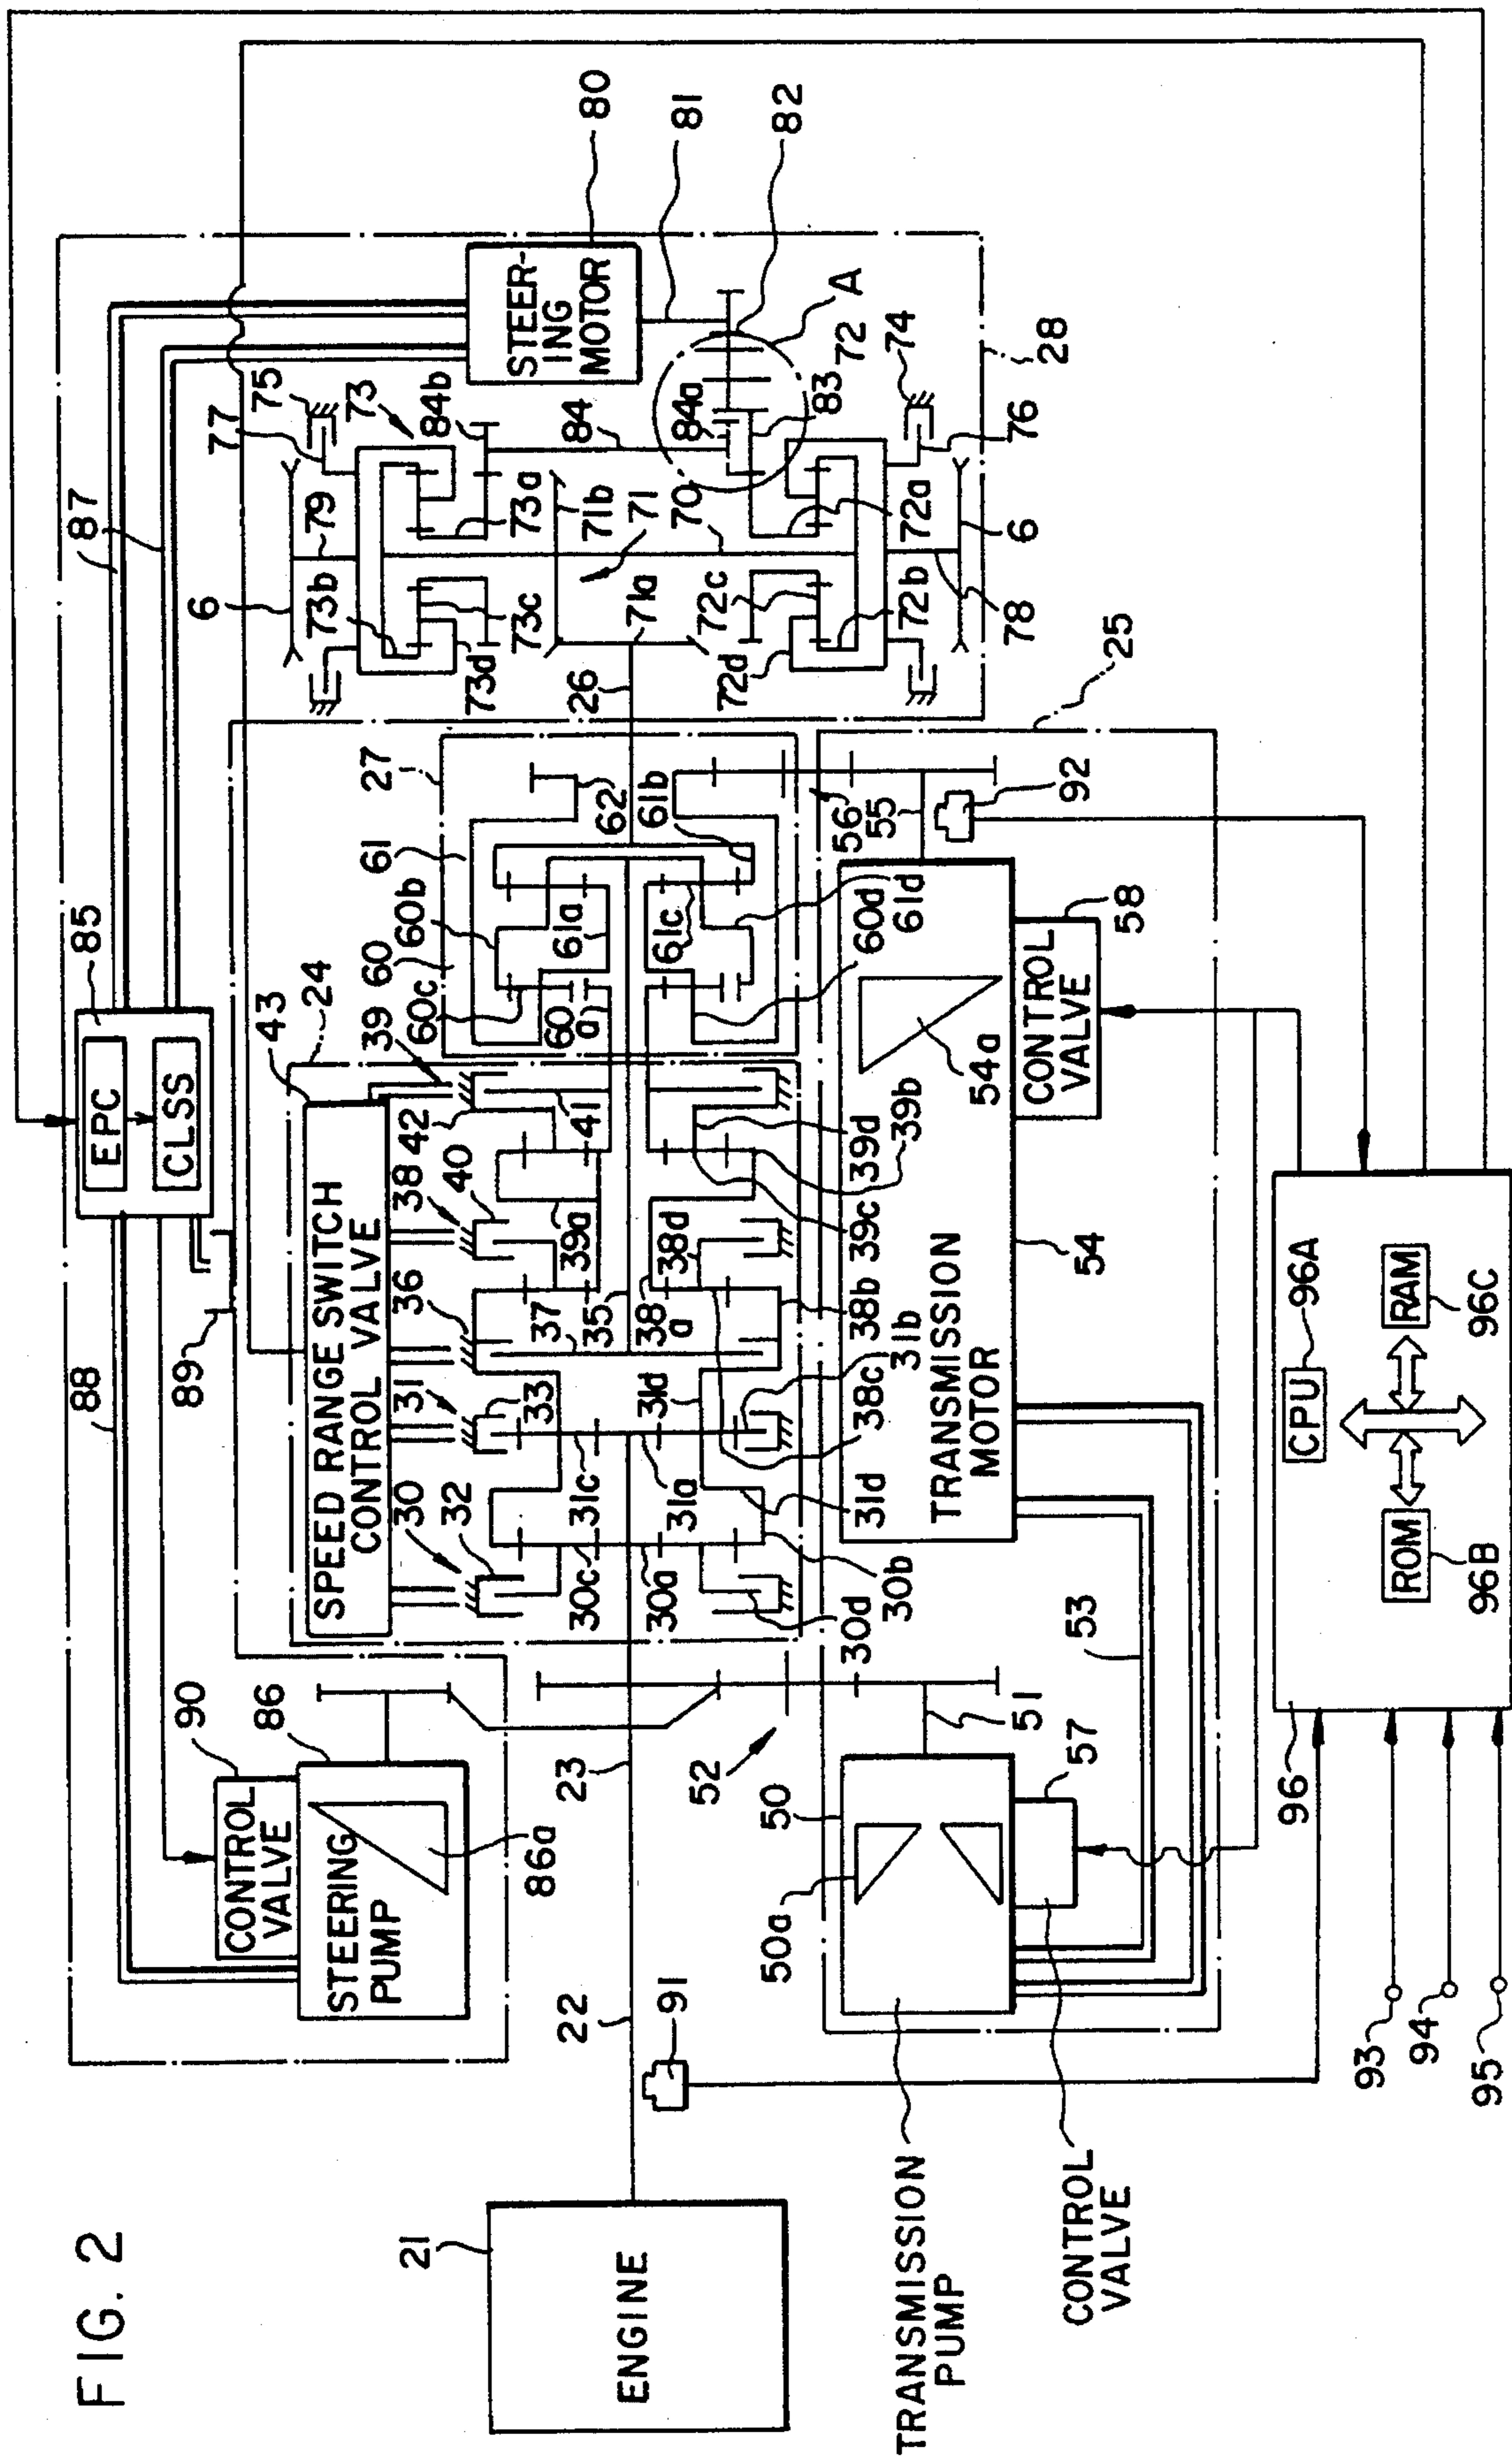 FIG. 2
ENGINE
21
22
91
23
STEERING
PUMP
CONTROL
VALVE
90
86
86a
88
89
85
EPC
CLSS
87
SPEED RANGE SWITCH
CONTROL VALVE
43
24
30
32
31
33
36
37
35
38
40
42
39
41
30c
30a
30d
30b
31c
31a
31d
31d
31b
38a
38d
38b
38c
39a
39c
39d
39b
27
60
61
60b
60c
60a
61a
61c
61b
62
60d
61d
26
56
55
92
25
TRANSMISSION
PUMP
50
50a
51
52
57
CONTROL
VALVE
53
TRANSMISSION
MOTOR
54
54a
CONTROL
VALVE
58
6
79
77
75
73
73b
73d
73c
73a
84b
84
84a
71b
71
71a
70
72c
72d
72b
72a
72
83
A
74
76
6
78
28
STEER-
ING
MOTOR
80
81
82
96
CPU
96A
ROM
96B
RAM
96C
93
94
95